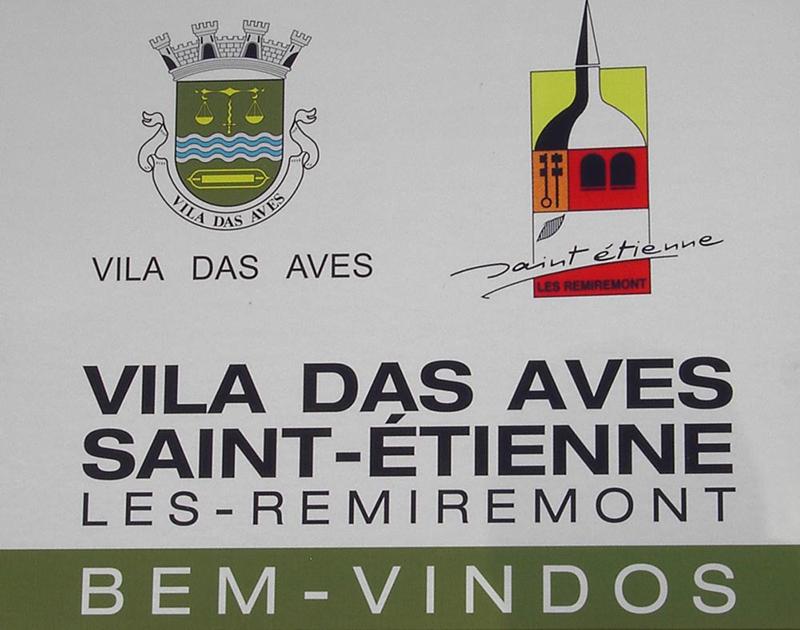 VILA DAS AVES
VILA DAS AVES
saint étienne
LES REMIREMONT
VILA DAS AVES
SAINT-ÉTIENNE
LES-REMIREMONT
BEM-VINDOS